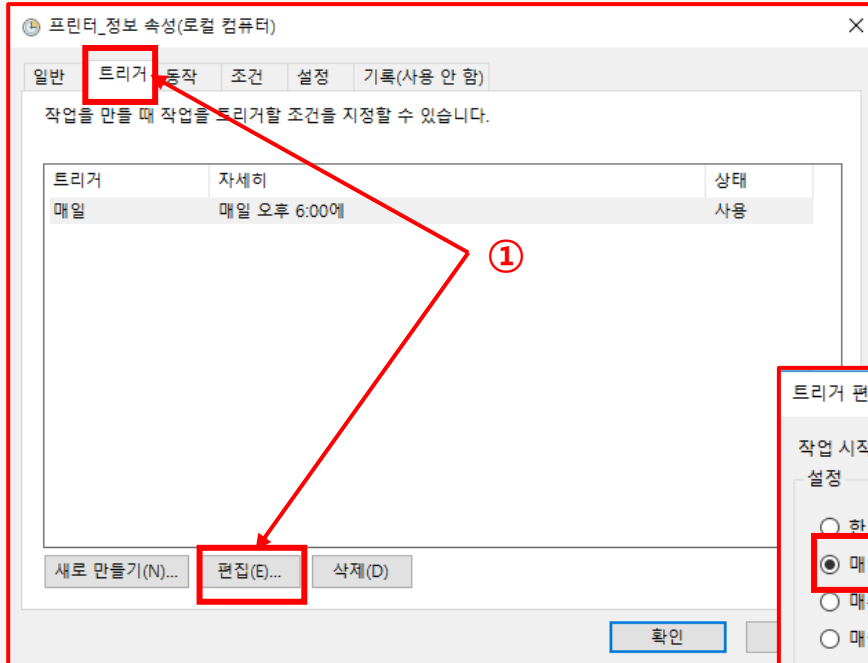 프린터_정보 속성(로컬 컴퓨터)
일반 트리거 동작 조건 설정 기록(사용 안 함)
작업을 만들 때 작업을 트리거할 조건을 지정할 수 있습니다.
트리거 자세히 상태
매일 매일 오후 6:00에 사용
①
트리거 편
작업 시작
설정
한
매
매
매
새로 만들기(N)... 편집(E)... 삭제(D)
확인